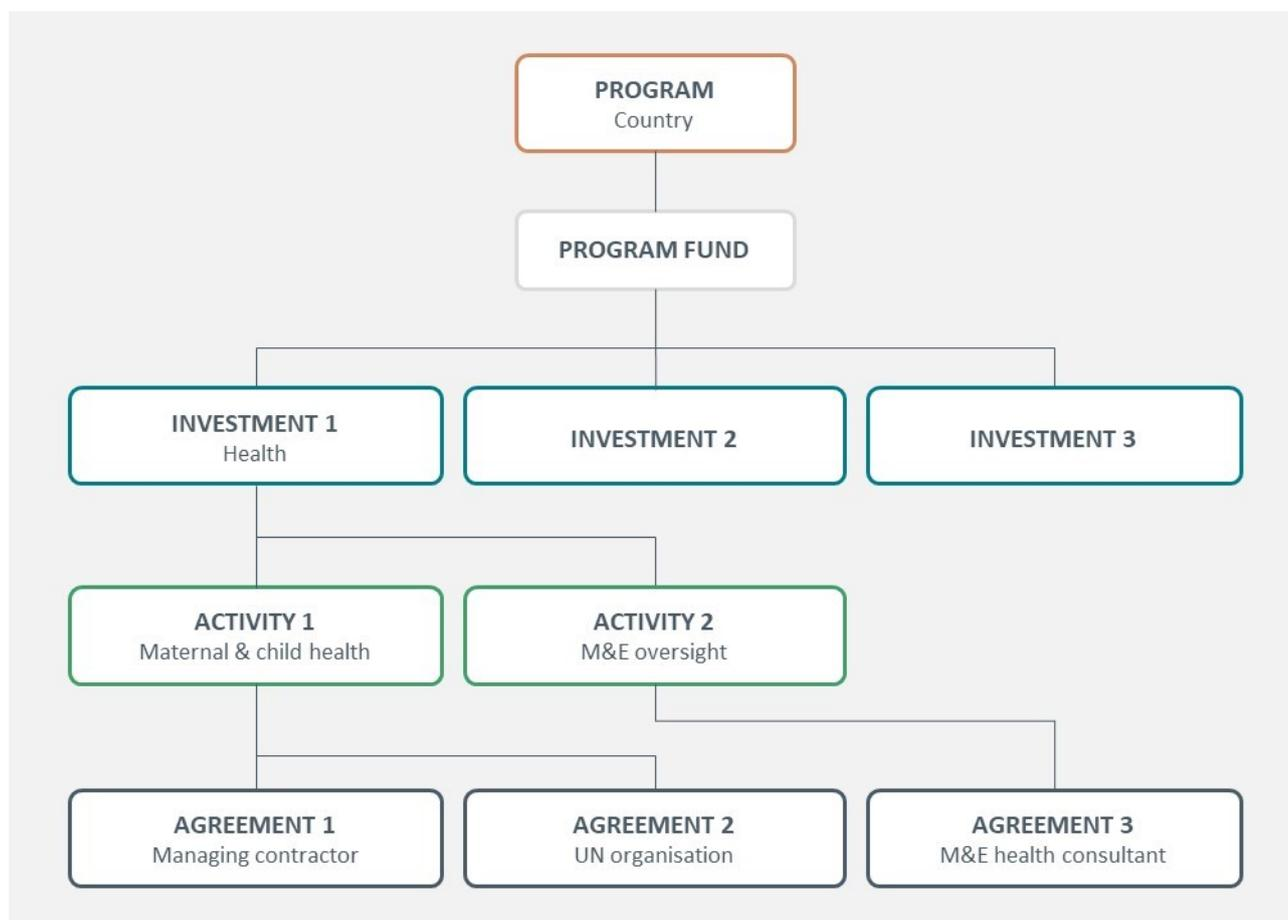 PROGRAM
Country
PROGRAM FUND
INVESTMENT 1
Health
INVESTMENT 2
INVESTMENT 3
ACTIVITY 1
Maternal & child health
ACTIVITY 2
M&E oversight
AGREEMENT 1
Managing contractor
AGREEMENT 2
UN organisation
AGREEMENT 3
M&E health consultant